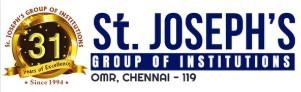 St. JOSEPH'S GROUP OF INSTITUTIONS
31
Years of Excellence
• Since 1994 •
St. JOSEPH'S
GROUP OF INSTITUTIONS
OMR, CHENNAI - 119